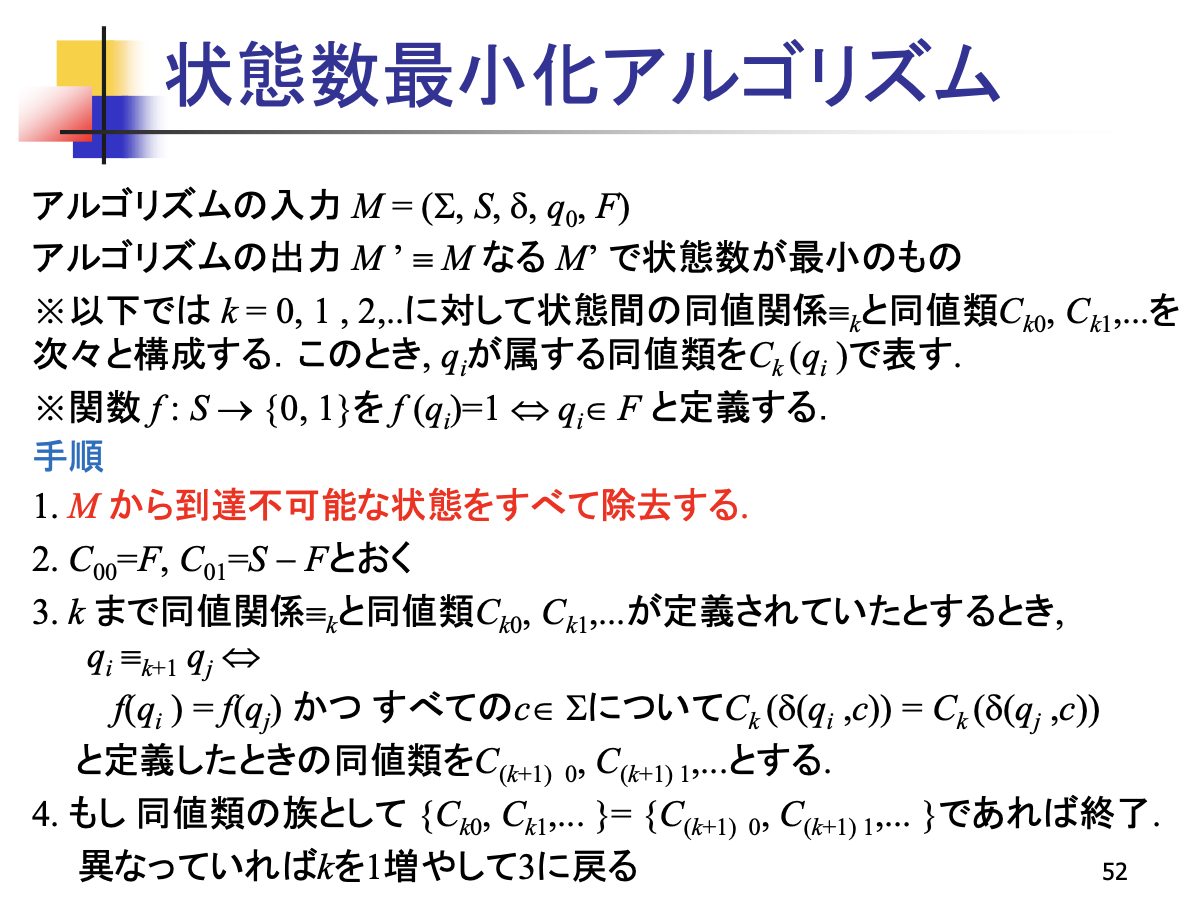 状態数最小化アルゴリズム
アルゴリズムの入力 M = (Σ, S, δ, q₀, F)
アルゴリズムの出力 M ’ ≡ M なる M’ で状態数が最小のもの
※以下では k = 0, 1 , 2,..に対して状態間の同値関係≡ₖと同値類Cₖ₀, Cₖ₁,...を
次々と構成する. このとき, qᵢが属する同値類をCₖ (qᵢ )で表す.
※関数 f : S → {0, 1}を f (qᵢ)=1 ⇔ qᵢ∈ F と定義する.
手順
1. M から到達不可能な状態をすべて除去する.
2. C₀₀=F, C₀₁=S – Fとおく
3. k まで同値関係≡ₖと同値類Cₖ₀, Cₖ₁,...が定義されていたとするとき,
qᵢ ≡ₖ₊₁ qⱼ ⇔
f(qᵢ ) = f(qⱼ) かつ すべてのc∈ ΣについてCₖ (δ(qᵢ ,c)) = Cₖ (δ(qⱼ ,c))
と定義したときの同値類をC₍ₖ₊₁₎ ₀, C₍ₖ₊₁₎ ₁,...とする.
4. もし 同値類の族として {Cₖ₀, Cₖ₁,... }= {C₍ₖ₊₁₎ ₀, C₍ₖ₊₁₎ ₁,... }であれば終了.
異なっていればkを1増やして3に戻る
52